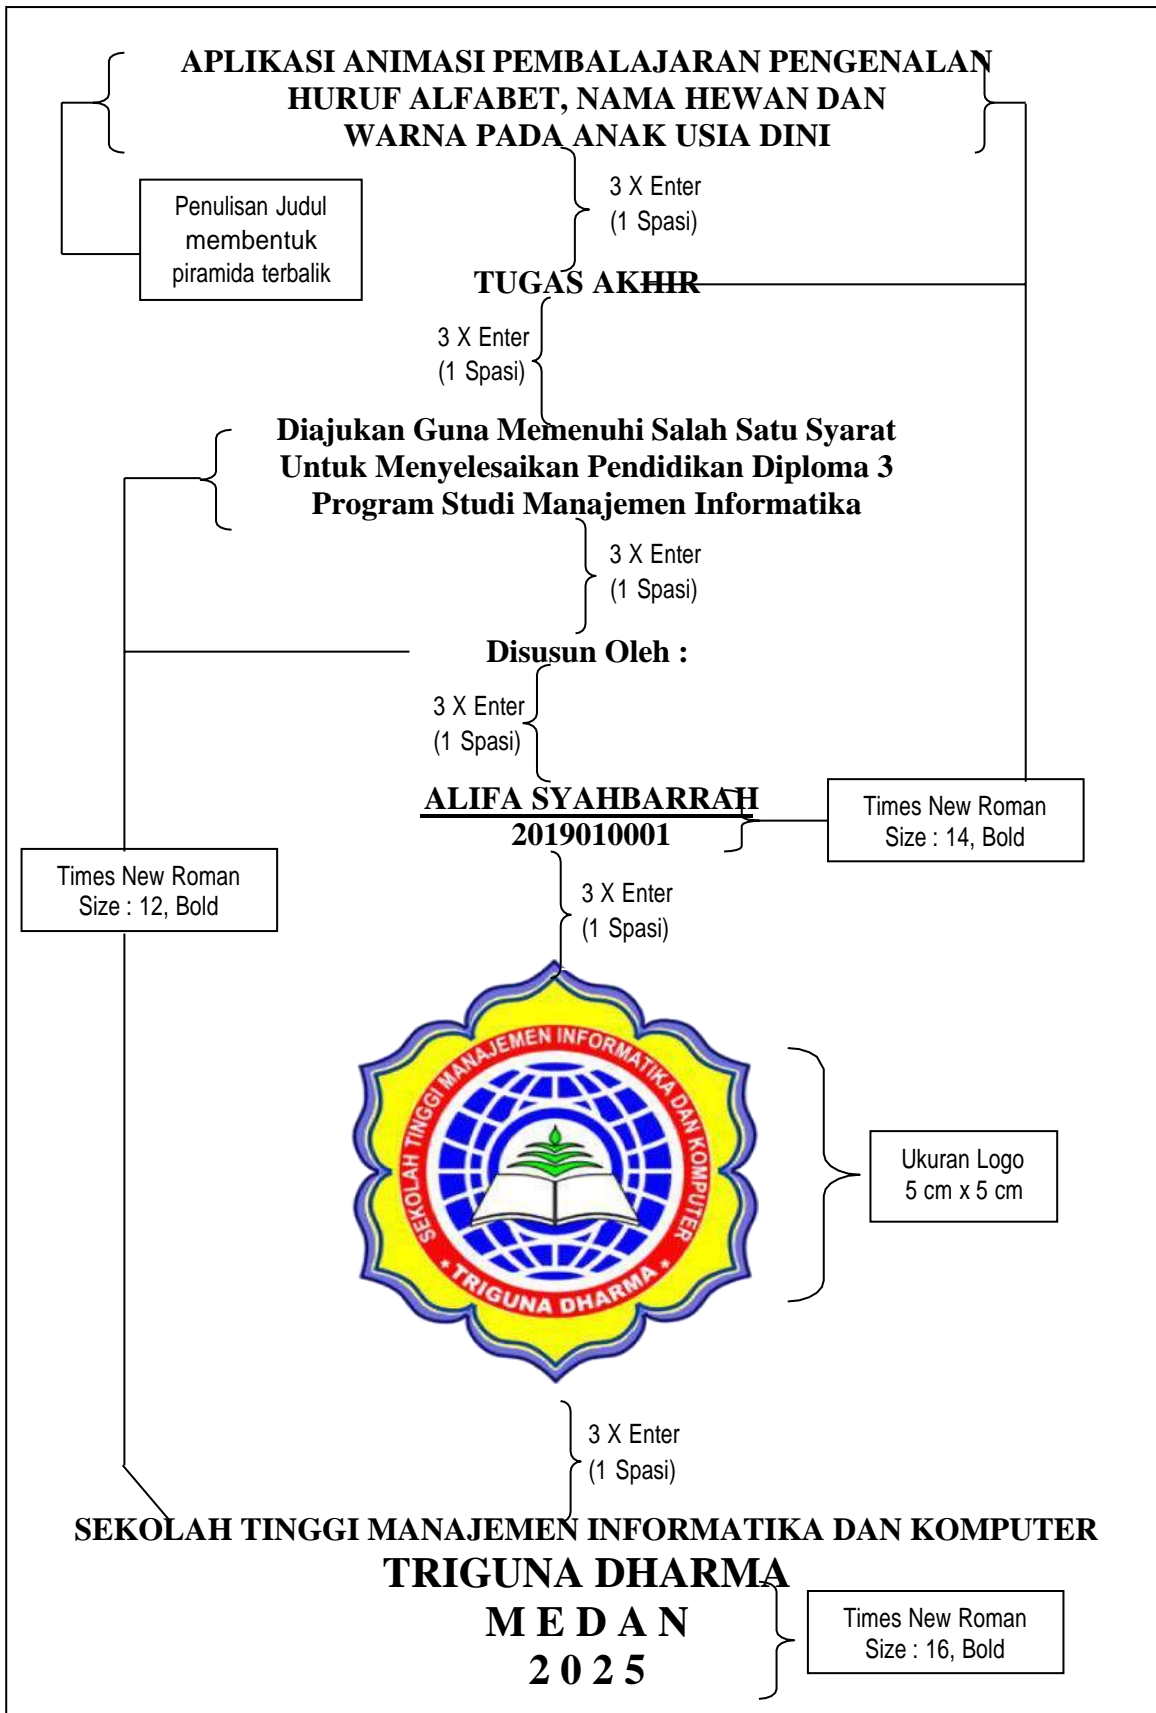 APLIKASI ANIMASI PEMBALAJARAN PENGENALAN
HURUF ALFABET, NAMA HEWAN DAN
WARNA PADA ANAK USIA DINI
3 X Enter
(1 Spasi)
Penulisan Judul
membentuk
piramida terbalik
TUGAS AKHIR
3 X Enter
(1 Spasi)
Diajukan Guna Memenuhi Salah Satu Syarat
Untuk Menyelesaikan Pendidikan Diploma 3
Program Studi Manajemen Informatika
3 X Enter
(1 Spasi)
Disusun Oleh :
3 X Enter
(1 Spasi)
ALIFA SYAHBARRAH
2019010001
Times New Roman
Size : 14, Bold
Times New Roman
Size : 12, Bold
3 X Enter
(1 Spasi)
SEKOLAH TINGGI MANAJEMEN INFORMATIKA DAN KOMPUTER
* TRIGUNA DHARMA *
Ukuran Logo
5 cm x 5 cm
3 X Enter
(1 Spasi)
SEKOLAH TINGGI MANAJEMEN INFORMATIKA DAN KOMPUTER
TRIGUNA DHARMA
M E D A N
2 0 2 5
Times New Roman
Size : 16, Bold